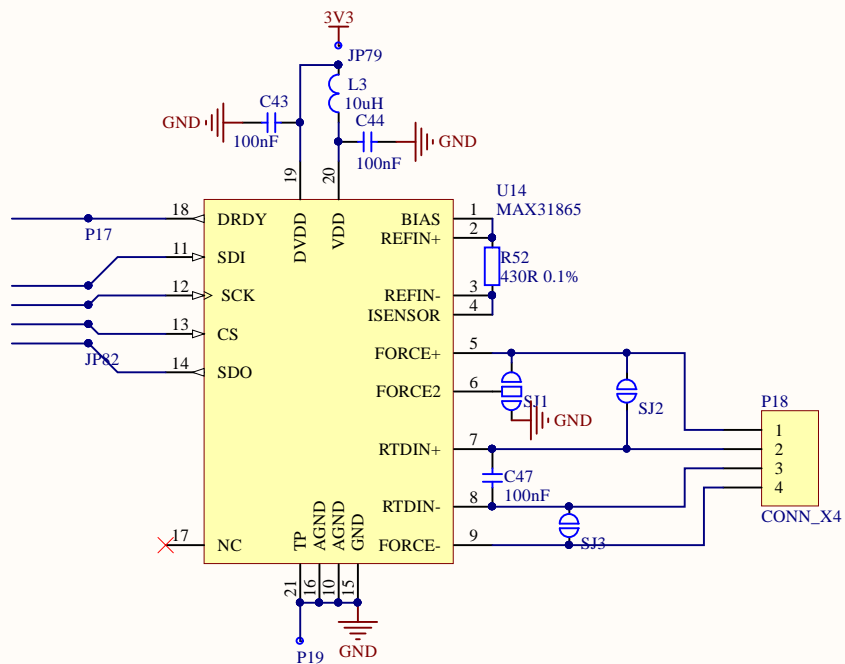 3V3
JP79
L3
10uH
C43
GND
100nF
C44
GND
100nF
19
20
U14
MAX31865
18
DRDY
DVDD
VDD
BIAS
1
P17
REFIN+
2
11
SDI
R52
430R 0.1%
12
SCK
REFIN-
3
ISENSOR
4
13
CS
JP82
FORCE+
5
14
SDO
FORCE2
6
SJ1
GND
SJ2
P18
1
2
3
4
CONN_X4
RTDIN+
7
C47
100nF
RTDIN-
8
17
NC
TP
AGND
AGND
GND
FORCE-
9
SJ3
21
16
10
15
P19
GND